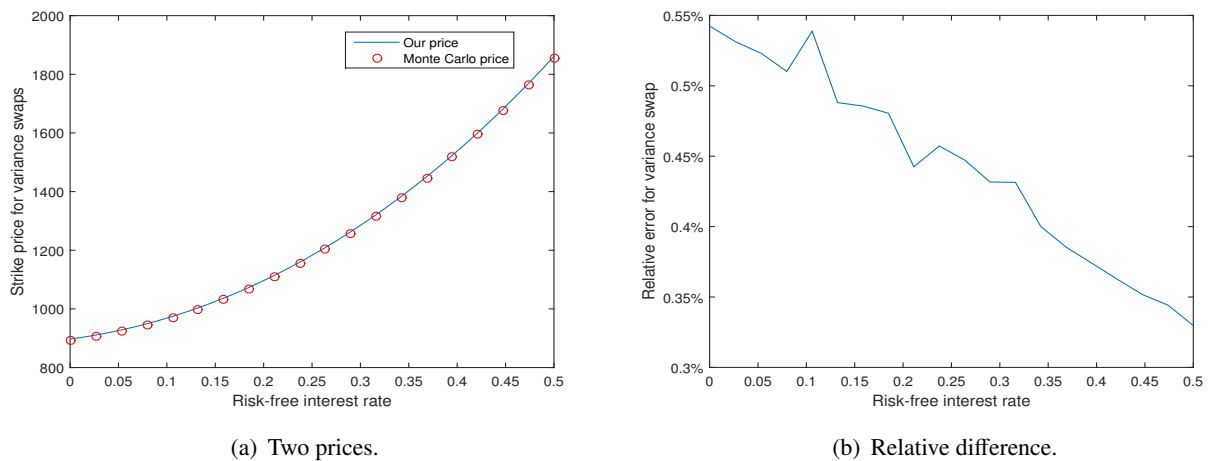 2000
1800
1600
1400
1200
1000
800
Strike price for variance swaps
Our price
Monte Carlo price
0 0.05 0.1 0.15 0.2 0.25 0.3 0.35 0.4 0.45 0.5
Risk-free interest rate
(a) Two prices.
0.55%
0.5%
0.45%
0.4%
0.35%
0.3%
Relative error for variance swap
0 0.05 0.1 0.15 0.2 0.25 0.3 0.35 0.4 0.45 0.5
Risk-free interest rate
(b) Relative difference.